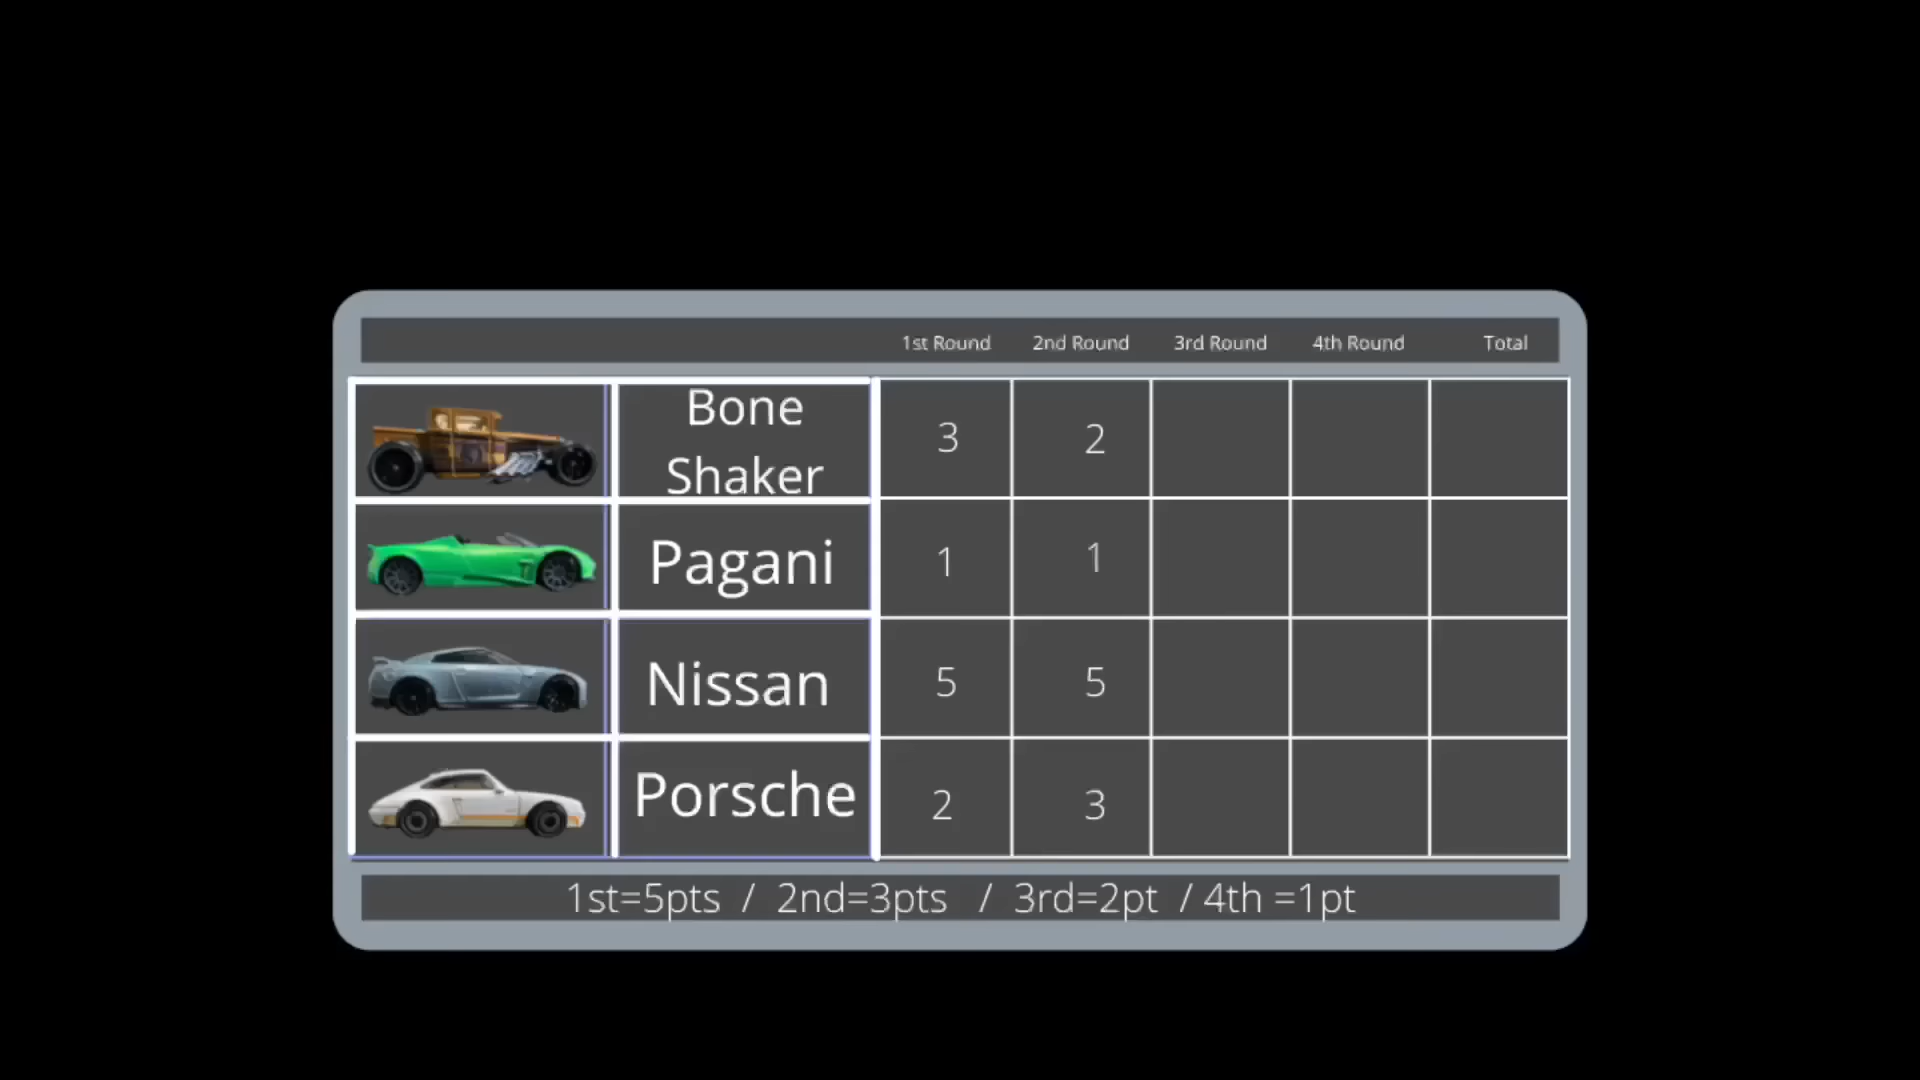 1st Round 2nd Round 3rd Round 4th Round Total
Bone
Shaker 3 2
Pagani 1 1
Nissan 5 5
Porsche 2 3
1st=5pts / 2nd=3pts / 3rd=2pt / 4th =1pt